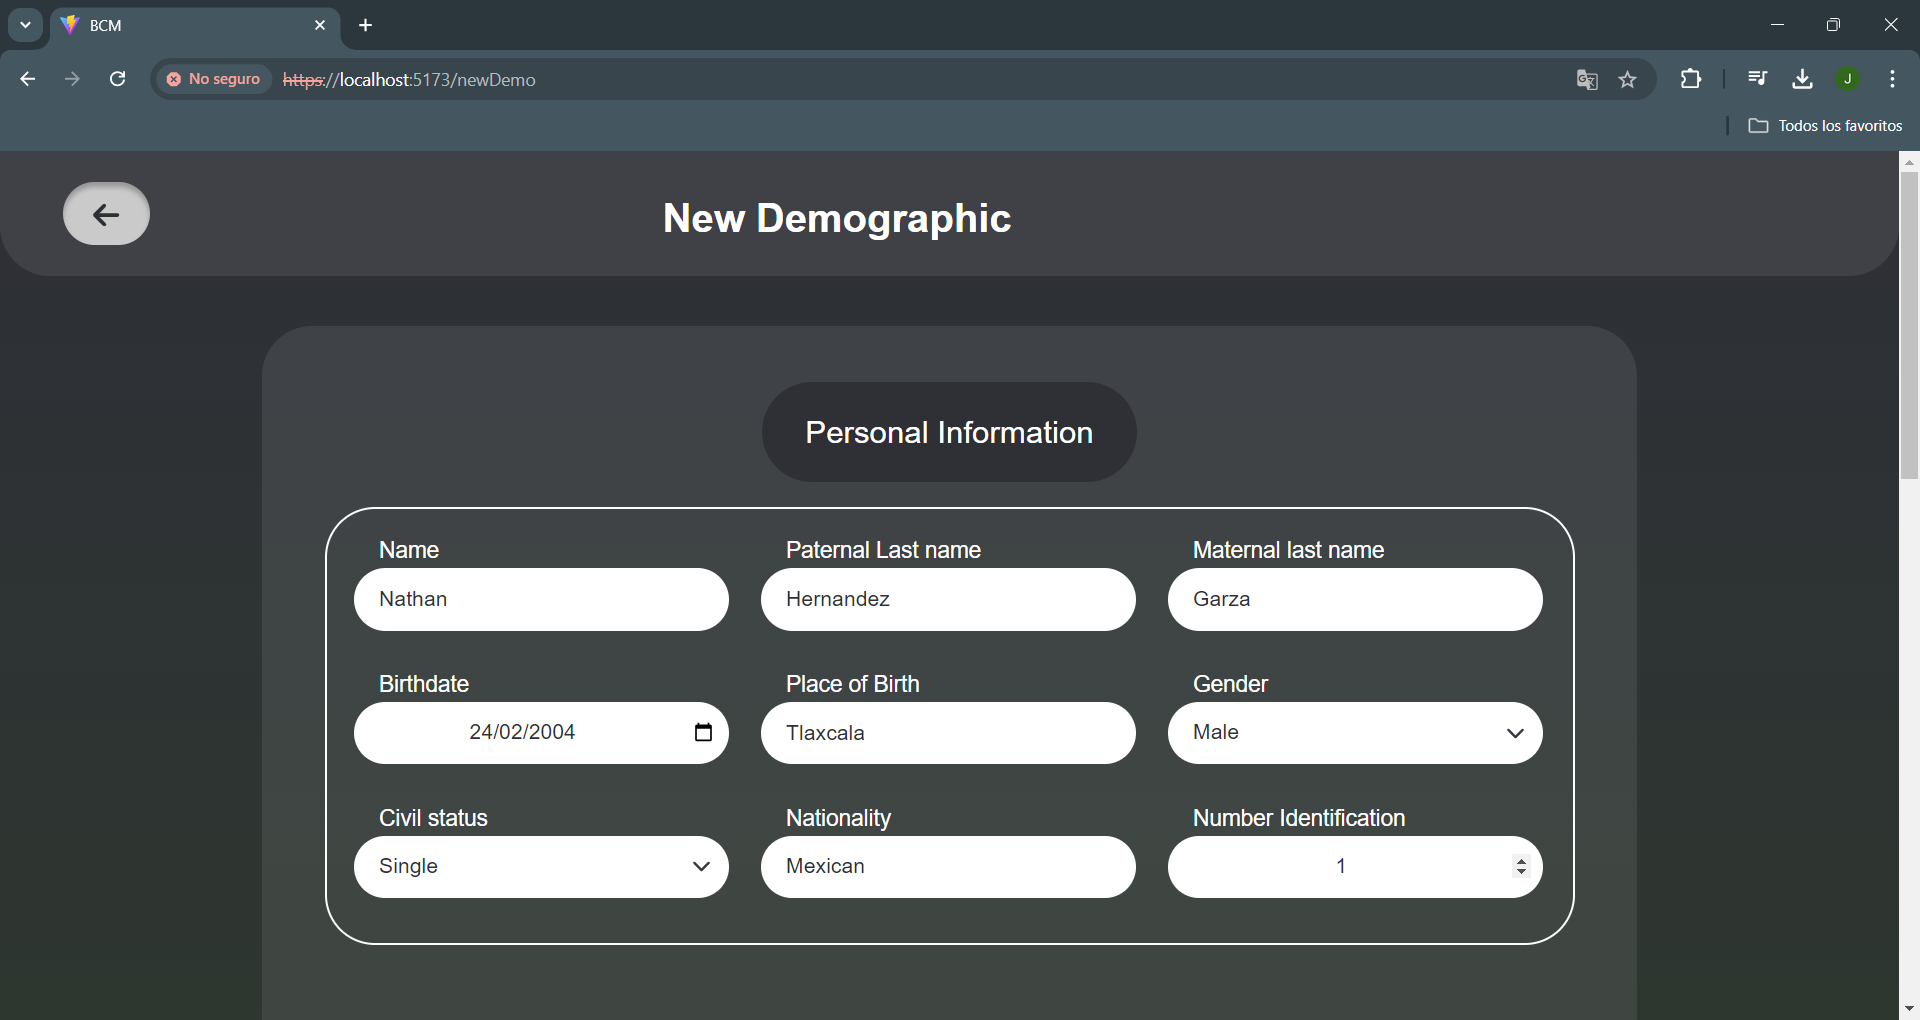 BCM
No seguro https://localhost:5173/newDemo
J
Todos los favoritos
New Demographic
Personal Information
Name Paternal Last name Maternal last name
Nathan Hernandez Garza
Birthdate Place of Birth Gender
24/02/2004 Tlaxcala Male
Civil status Nationality Number Identification
Single Mexican 1